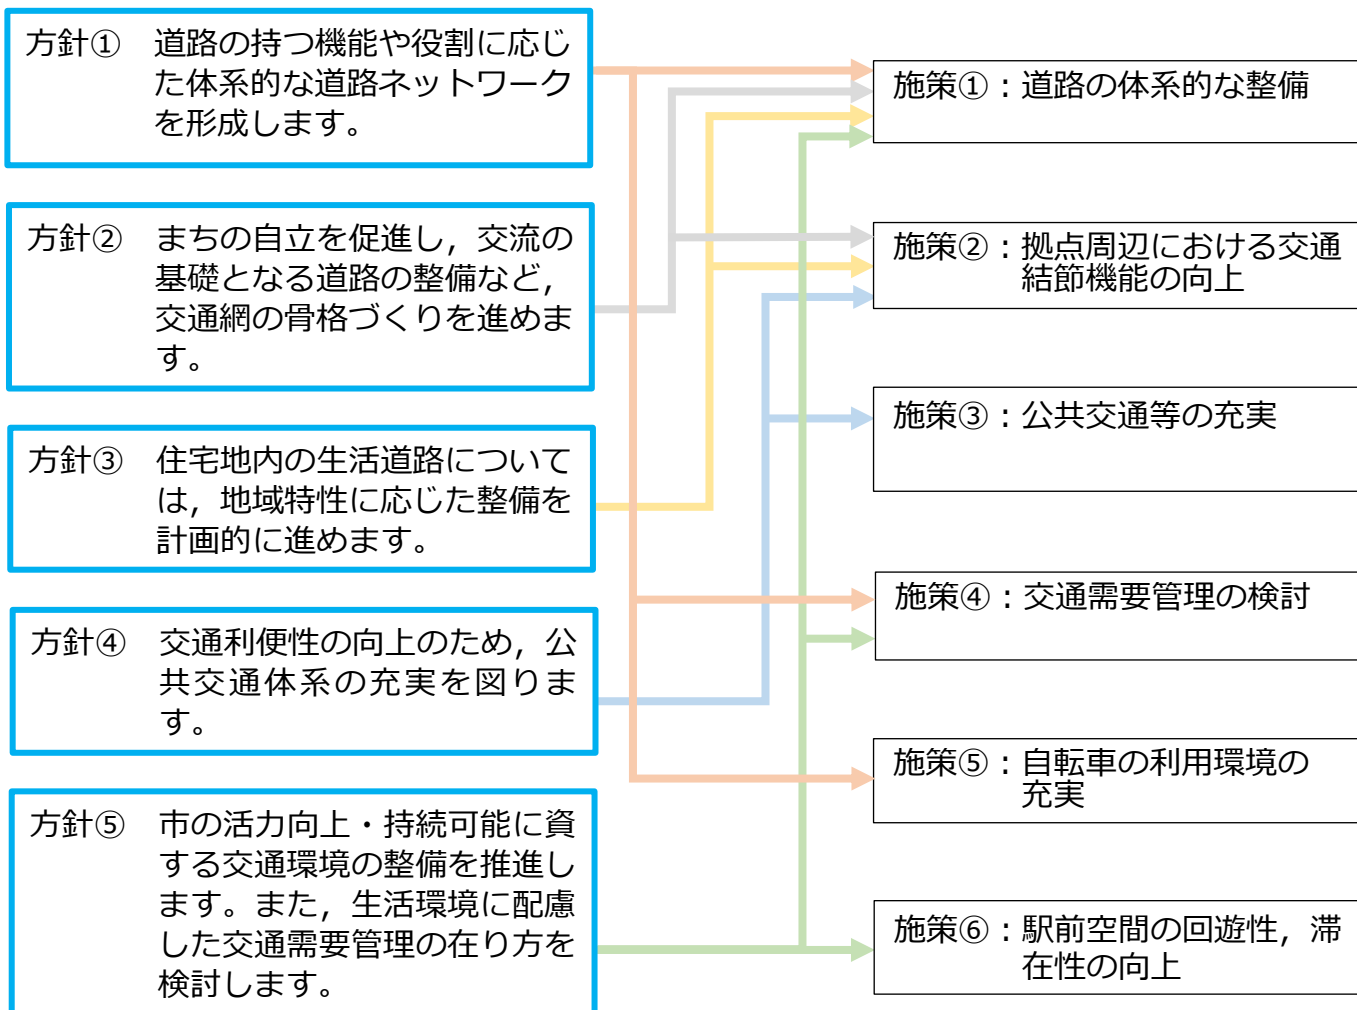 方針① 道路の持つ機能や役割に応じ
た体系的な道路ネットワーク
を形成します。
方針② まちの自立を促進し，交流の
基礎となる道路の整備など，
交通網の骨格づくりを進めま
す。
方針③ 住宅地内の生活道路について
は，地域特性に応じた整備を
計画的に進めます。
方針④ 交通利便性の向上のため，公
共交通体系の充実を図りま
す。
方針⑤ 市の活力向上・持続可能に資
する交通環境の整備を推進し
ます。また，生活環境に配慮
した交通需要管理の在り方を
検討します。
施策①：道路の体系的な整備
施策②：拠点周辺における交通
結節機能の向上
施策③：公共交通等の充実
施策④：交通需要管理の検討
施策⑤：自転車の利用環境の
充実
施策⑥：駅前空間の回遊性，滞
在性の向上